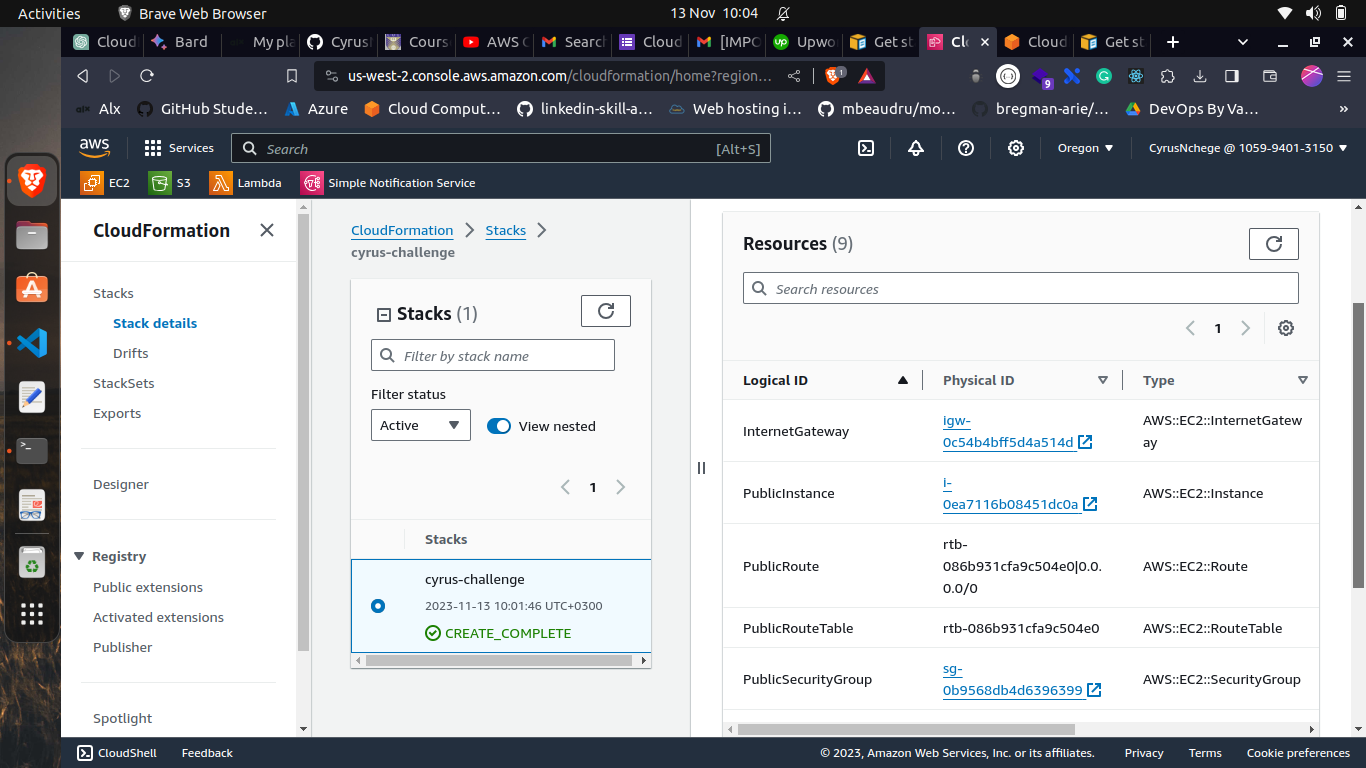 Activities
Brave Web Browser
13 Nov 10:04
Cloud
Bard
My pla
Cyrus
Cours
AWS C
Search
Cloud
[IMPO
Upwo
Get st
Clo
Cloud
Get st
us-west-2.console.aws.amazon.com/cloudformation/home?region...
1
9
Alx
GitHub Stude...
Azure
Cloud Comput...
linkedin-skill-a...
Web hosting i...
mbeaudru/mo...
bregman-arie/...
DevOps By Va...
»
aws
Services
Search
[Alt+S]
Oregon
CyrusNchege @ 1059-9401-3150
EC2
S3
Lambda
Simple Notification Service
CloudFormation
Stacks
Stack details
Drifts
StackSets
Exports
Designer
Registry
Public extensions
Activated extensions
Publisher
Spotlight
CloudFormation
Stacks
cyrus-challenge
Stacks (1)
Filter by stack name
Filter status
Active
View nested
1
Stacks
cyrus-challenge
2023-11-13 10:01:46 UTC+0300
CREATE_COMPLETE
Resources (9)
Search resources
1
Logical ID
Physical ID
Type
InternetGateway
igw-
0c54b4bff5d4a514d
AWS::EC2::InternetGatew
ay
PublicInstance
i-
0ea7116b08451dc0a
AWS::EC2::Instance
PublicRoute
rtb-
086b931cfa9c504e0|0.0.
0.0/0
AWS::EC2::Route
PublicRouteTable
rtb-086b931cfa9c504e0
AWS::EC2::RouteTable
PublicSecurityGroup
sg-
0b9568db4d6396399
AWS::EC2::SecurityGroup
CloudShell
Feedback
© 2023, Amazon Web Services, Inc. or its affiliates.
Privacy
Terms
Cookie preferences